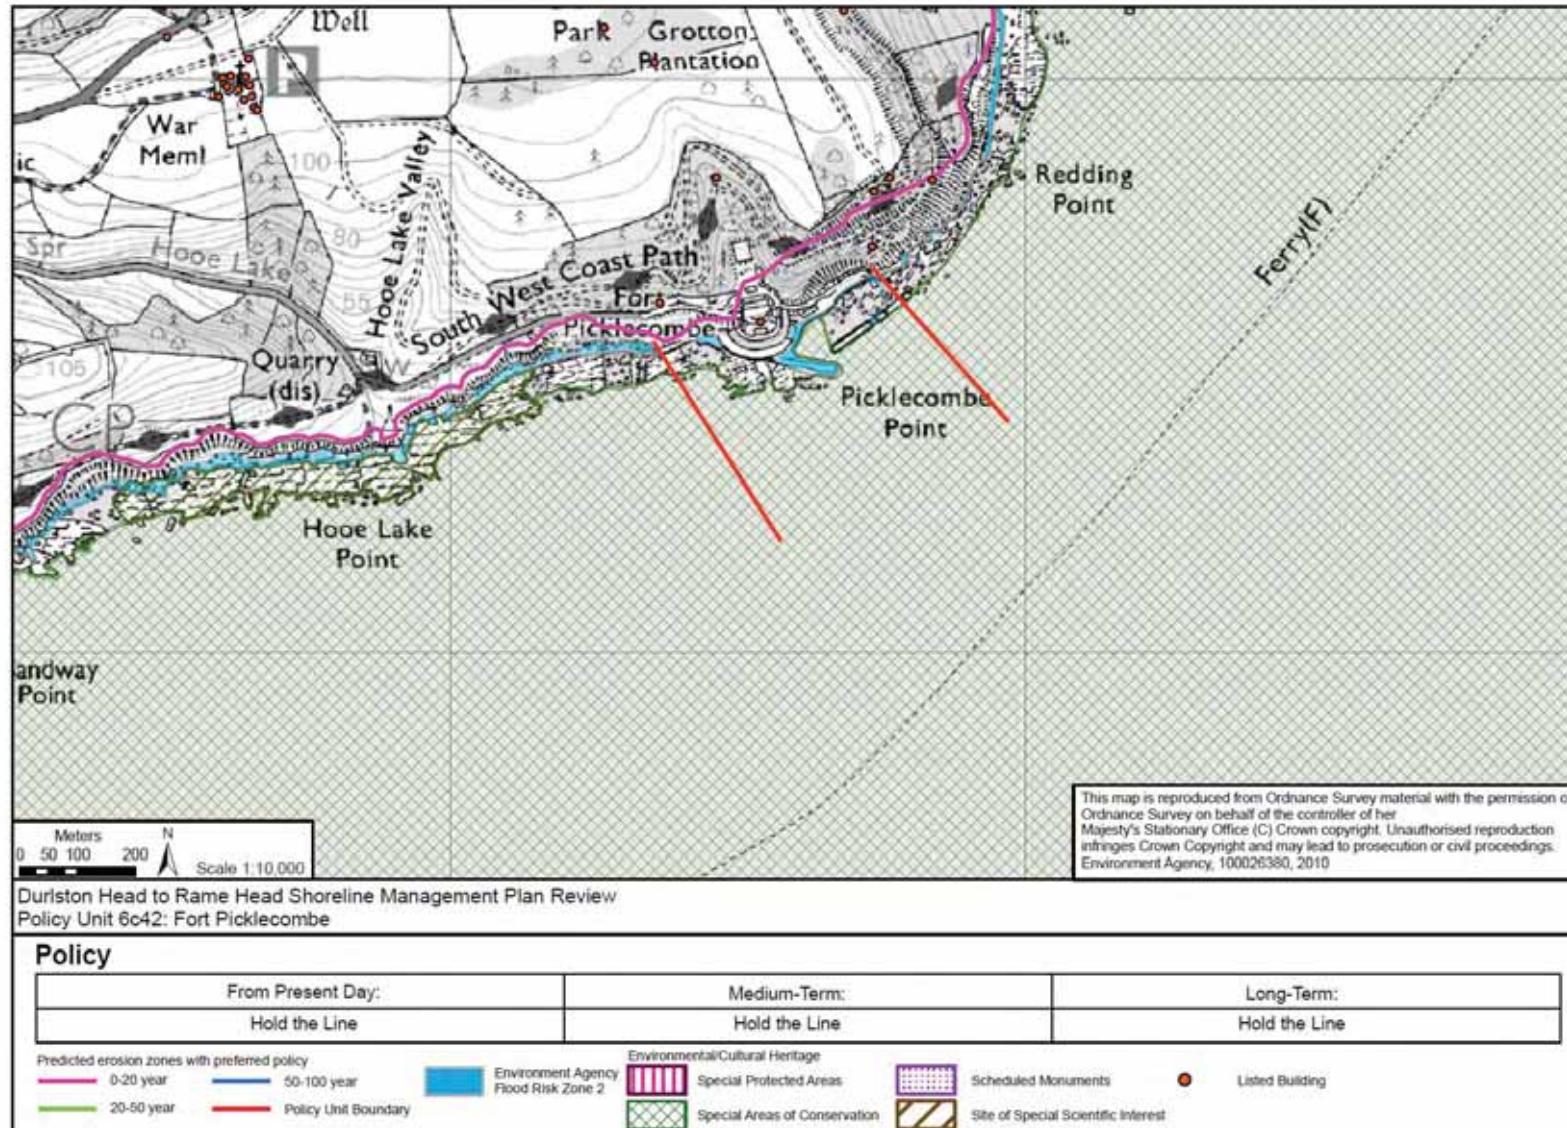 Well
Park Grotton
Plantation
War
Meml
ic
100
Hooe Lake Valley
80
Redding
Point
Spr
Hooe Lake
55
South West Coast Path
Ferry(F)
Fort
Picklecombe
Quarry
(dis)
105
W
CP
Picklecombe
Point
Hooe Lake
Point
andway
Point
Meters
0 50 100 200
N
Scale 1:10,000
This map is reproduced from Ordnance Survey material with the permission o
Ordnance Survey on behalf of the controller of her
Majesty's Stationary Office (C) Crown copyright. Unauthorised reproduction
infringes Crown Copyright and may lead to prosecution or civil proceedings.
Environment Agency, 100026380, 2010
Durlston Head to Rame Head Shoreline Management Plan Review
Policy Unit 6c42: Fort Picklecombe
Policy
From Present Day: Medium-Term: Long-Term:
Hold the Line Hold the Line Hold the Line
Predicted erosion zones with preferred policy
0-20 year
50-100 year
20-50 year
Policy Unit Boundary
Environment Agency
Flood Risk Zone 2
Environmental/Cultural Heritage
Special Protected Areas
Scheduled Monuments
Listed Building
Special Areas of Conservation
Site of Special Scientific Interest